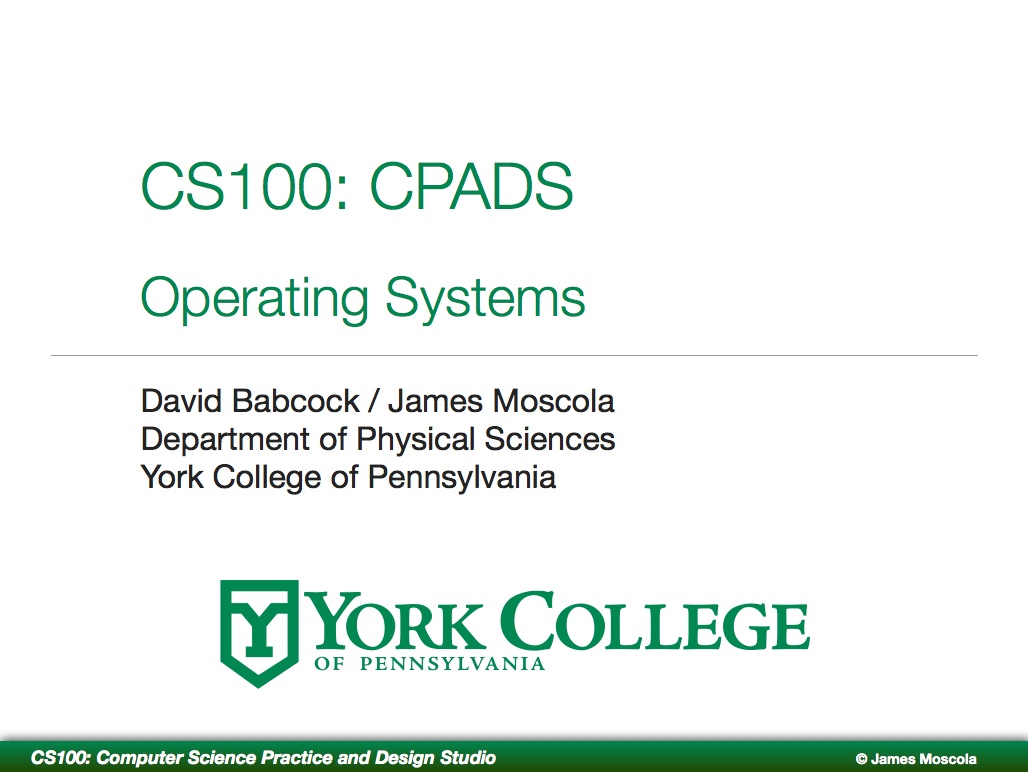 CS100: CPADS
Operating Systems
David Babcock / James Moscola
Department of Physical Sciences
York College of Pennsylvania
Y YORK COLLEGE
OF PENNSYLVANIA
CS100: Computer Science Practice and Design Studio
© James Moscola